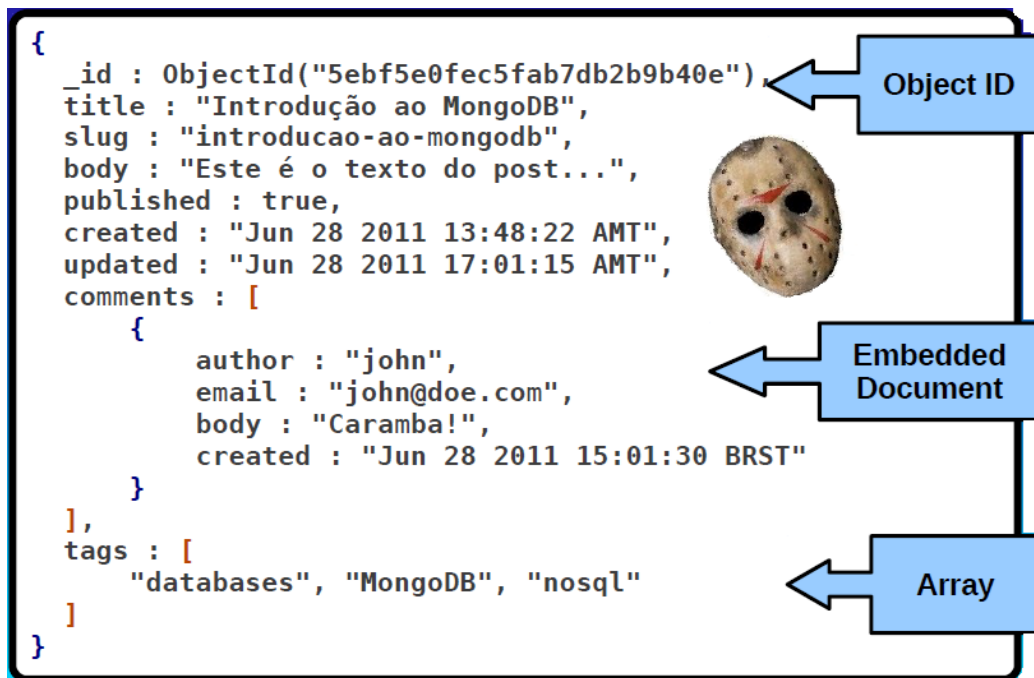 {
_id : ObjectId("5ebf5e0fec5fab7db2b9b40e"),
Object ID
title : "Introdução ao MongoDB",
slug : "introducao-ao-mongodb",
body : "Este é o texto do post...",
published : true,
created : "Jun 28 2011 13:48:22 AMT",
updated : "Jun 28 2011 17:01:15 AMT",
comments : [
{
author : "john",
email : "john@doe.com",
body : "Caramba!",
created : "Jun 28 2011 15:01:30 BRST"
}
Embedded
Document
],
tags : [
"databases", "MongoDB", "nosql"
Array
]
}